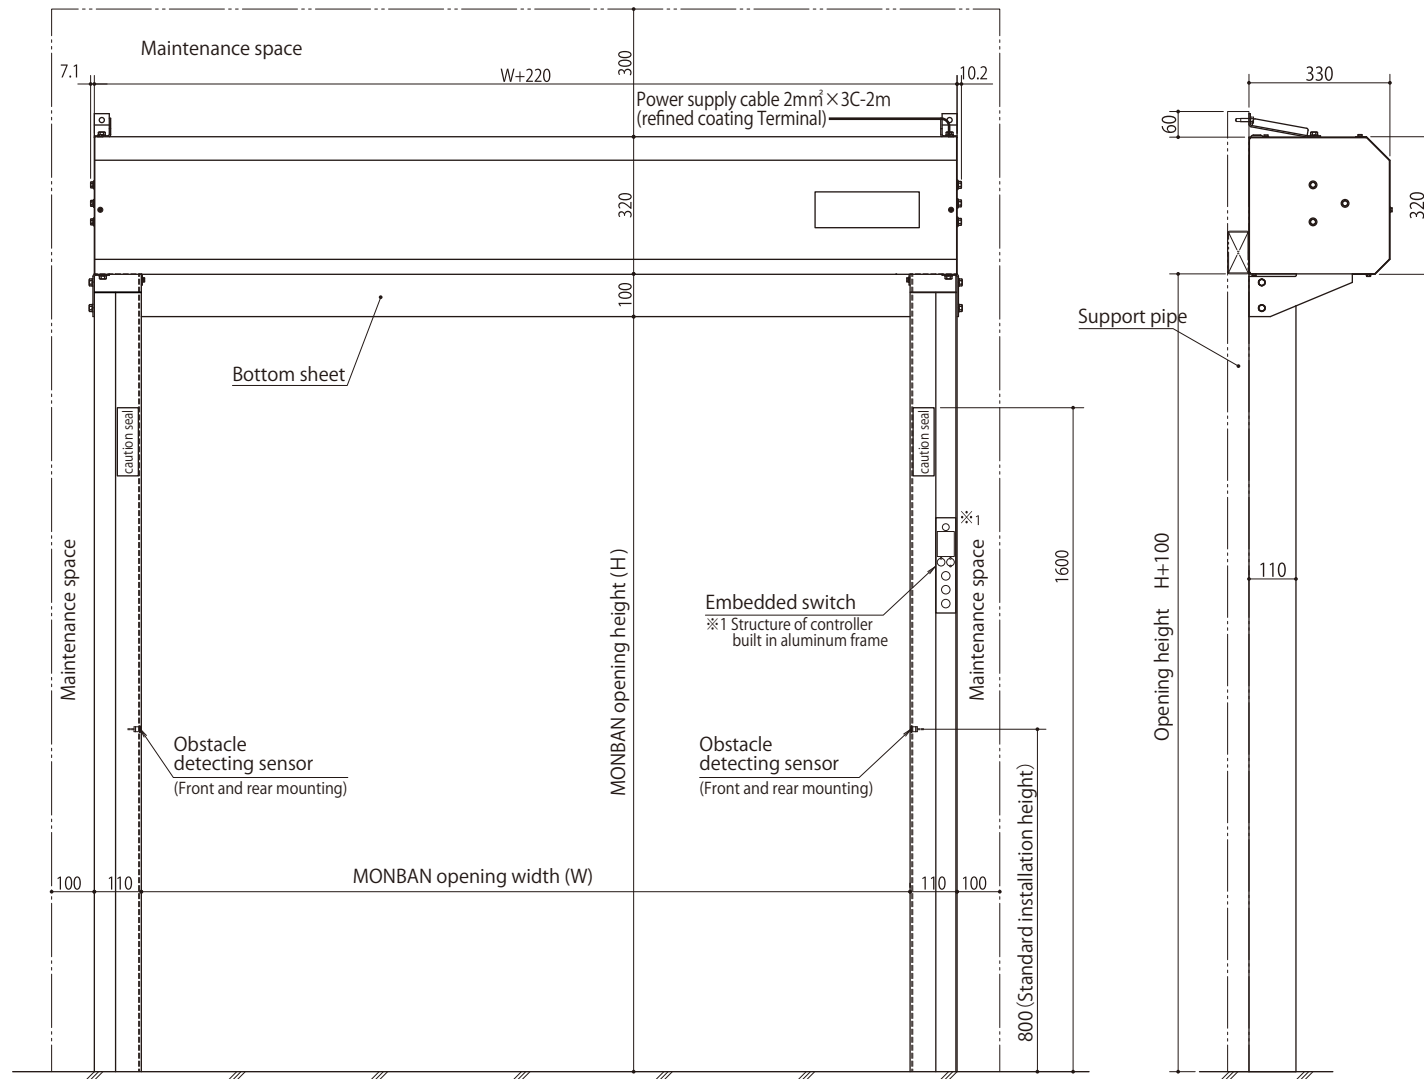 Maintenance space
7.1
W+220
300
10.2
Power supply cable 2mm²×3C-2m
(refined coating Terminal)
320
100
Bottom sheet
caution seal
caution seal
※1
Maintenance space
MONBAN opening height (H)
Embedded switch
※1 Structure of controller
built in aluminum frame
Maintenance space
1600
Obstacle
detecting sensor
(Front and rear mounting)
Obstacle
detecting sensor
(Front and rear mounting)
800 (Standard installation height)
100
110
MONBAN opening width (W)
110
100
330
60
320
Support pipe
Opening height H+100
110